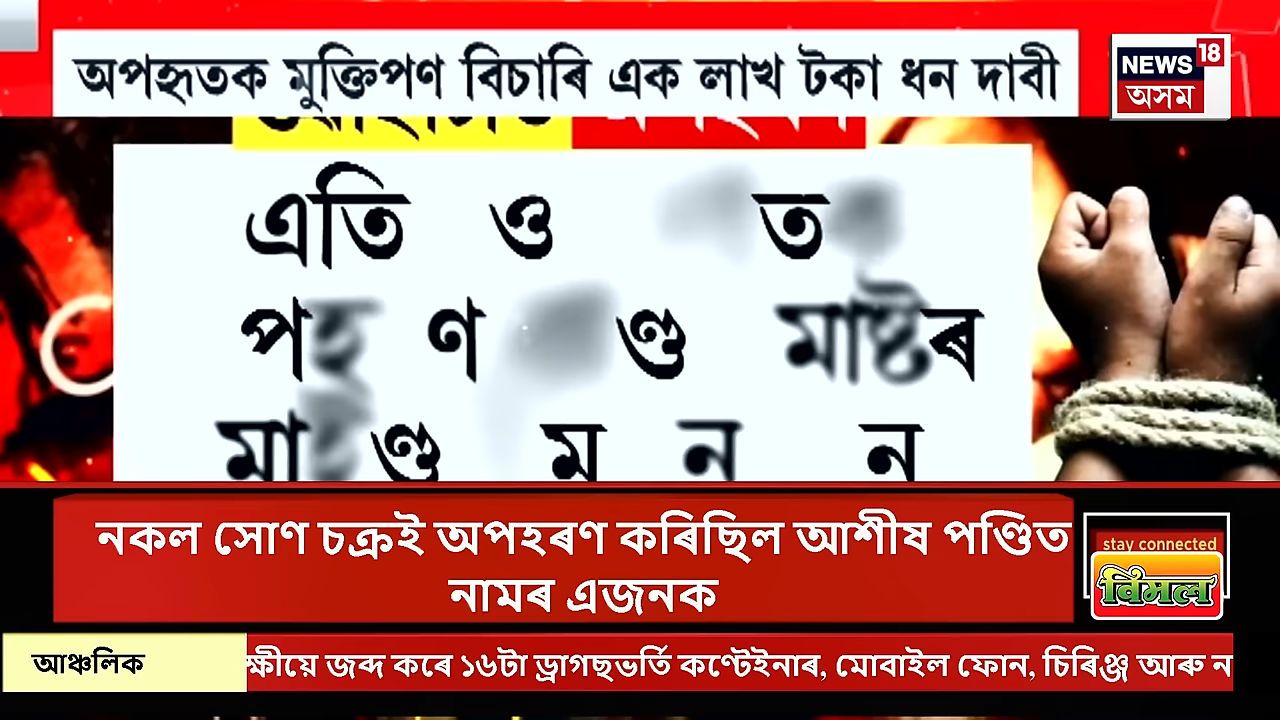 অপহৃতক মুক্তিপণ বিচাৰি এক লাখ টকা ধন দাবী
NEWS 18
অসম
এতি ও ত
প ণ ণ্ড মাষ্টৰ
মা ণ্ড ম ন ন
নকল সোণ চক্ৰই অপহৰণ কৰিছিল আশীষ পণ্ডিত
নামৰ এজনক
stay connected
বিমল
আঞ্চলিক
ক্ষীয়ে জব্দ কৰে ১৬টা ড্ৰাগছভৰ্তি কণ্টেইনাৰ, মোবাইল ফোন, চিৰিঞ্জ আৰু ন